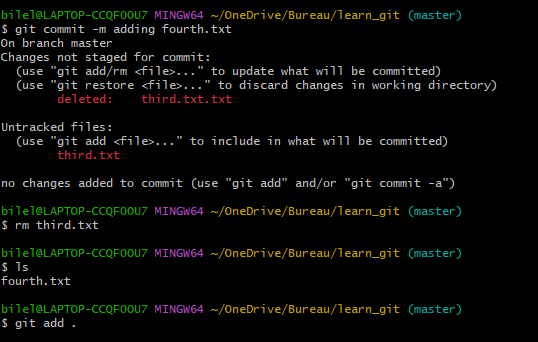 bilel@LAPTOP-CCQFOOU7 MINGW64 ~/OneDrive/Bureau/learn_git (master)
$ git commit -m adding fourth.txt
On branch master
Changes not staged for commit:
  (use "git add/rm <file>..." to update what will be committed)
  (use "git restore <file>..." to discard changes in working directory)
        deleted:    third.txt.txt

Untracked files:
  (use "git add <file>..." to include in what will be committed)
        third.txt

no changes added to commit (use "git add" and/or "git commit -a")

bilel@LAPTOP-CCQFOOU7 MINGW64 ~/OneDrive/Bureau/learn_git (master)
$ rm third.txt

bilel@LAPTOP-CCQFOOU7 MINGW64 ~/OneDrive/Bureau/learn_git (master)
$ ls
fourth.txt

bilel@LAPTOP-CCQFOOU7 MINGW64 ~/OneDrive/Bureau/learn_git (master)
$ git add .